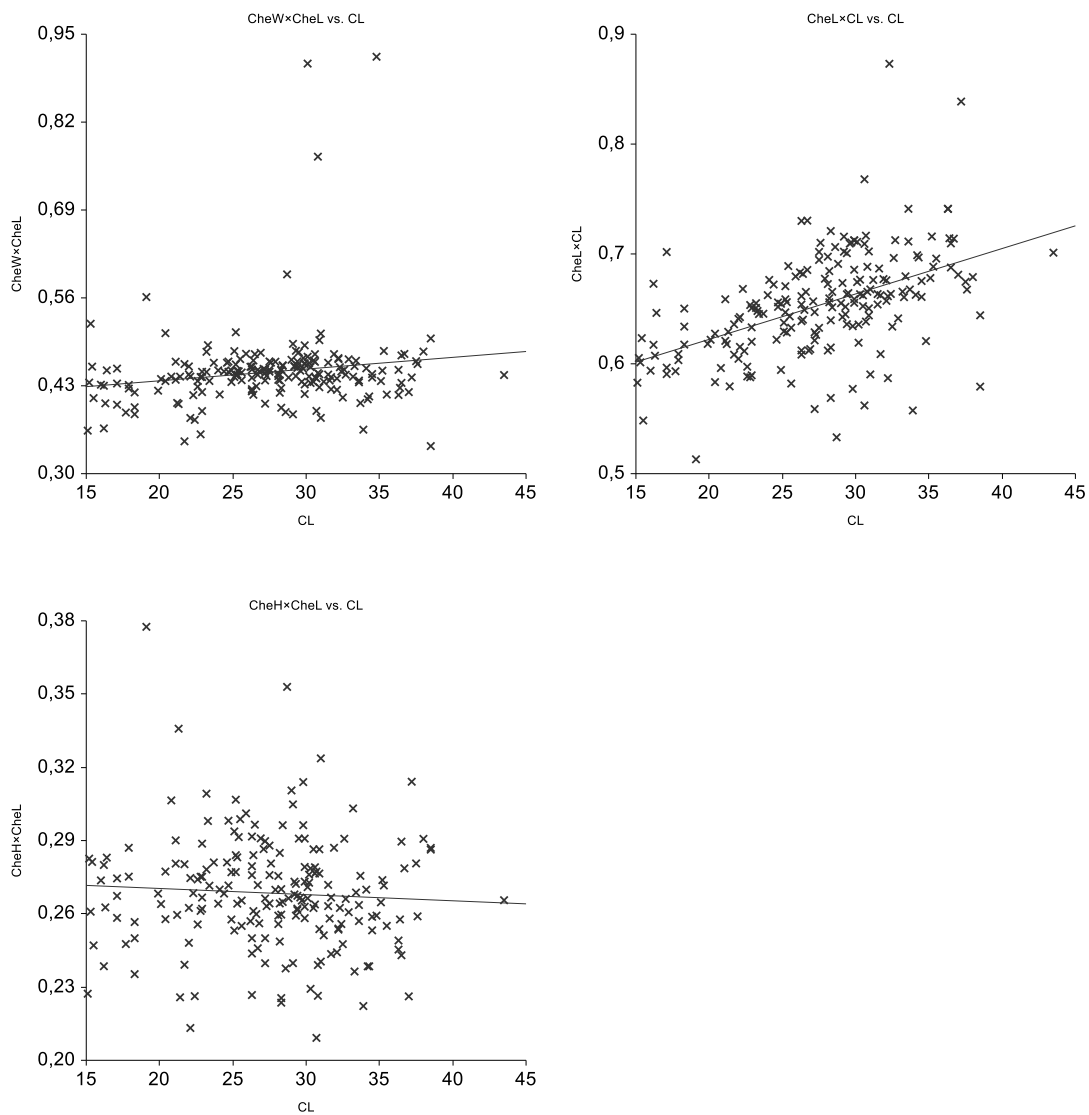 CheW×CheL vs. CL
0,95
0,82
0,69
0,56
0,43
0,30
CheW×CheL
15 20 25 30 35 40 45
CL
CheL×CL vs. CL
0,9
0,8
0,7
0,6
0,5
CheL×CL
15 20 25 30 35 40 45
CL
CheH×CheL vs. CL
0,38
0,35
0,32
0,29
0,26
0,23
0,20
CheH×CheL
15 20 25 30 35 40 45
CL